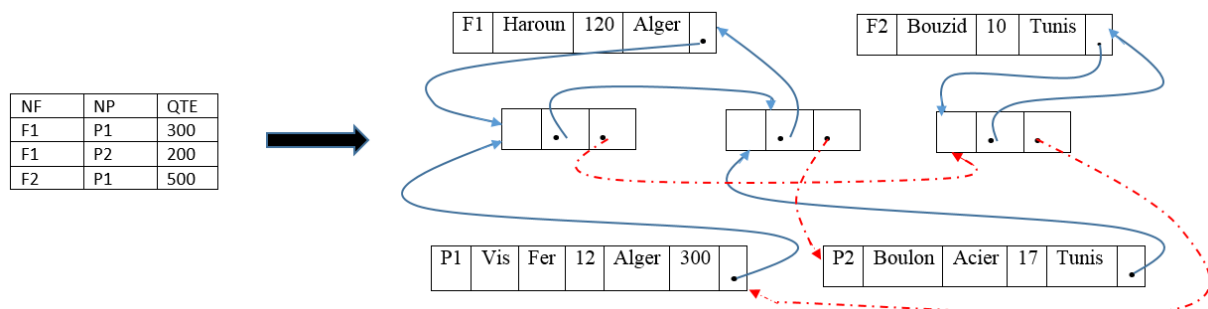 F1 Haroun 120 Alger
F2 Bouzid 10 Tunis
NF NP QTE
F1 P1 300
F1 P2 200
F2 P1 500
P1 Vis Fer 12 Alger 300
P2 Boulon Acier 17 Tunis